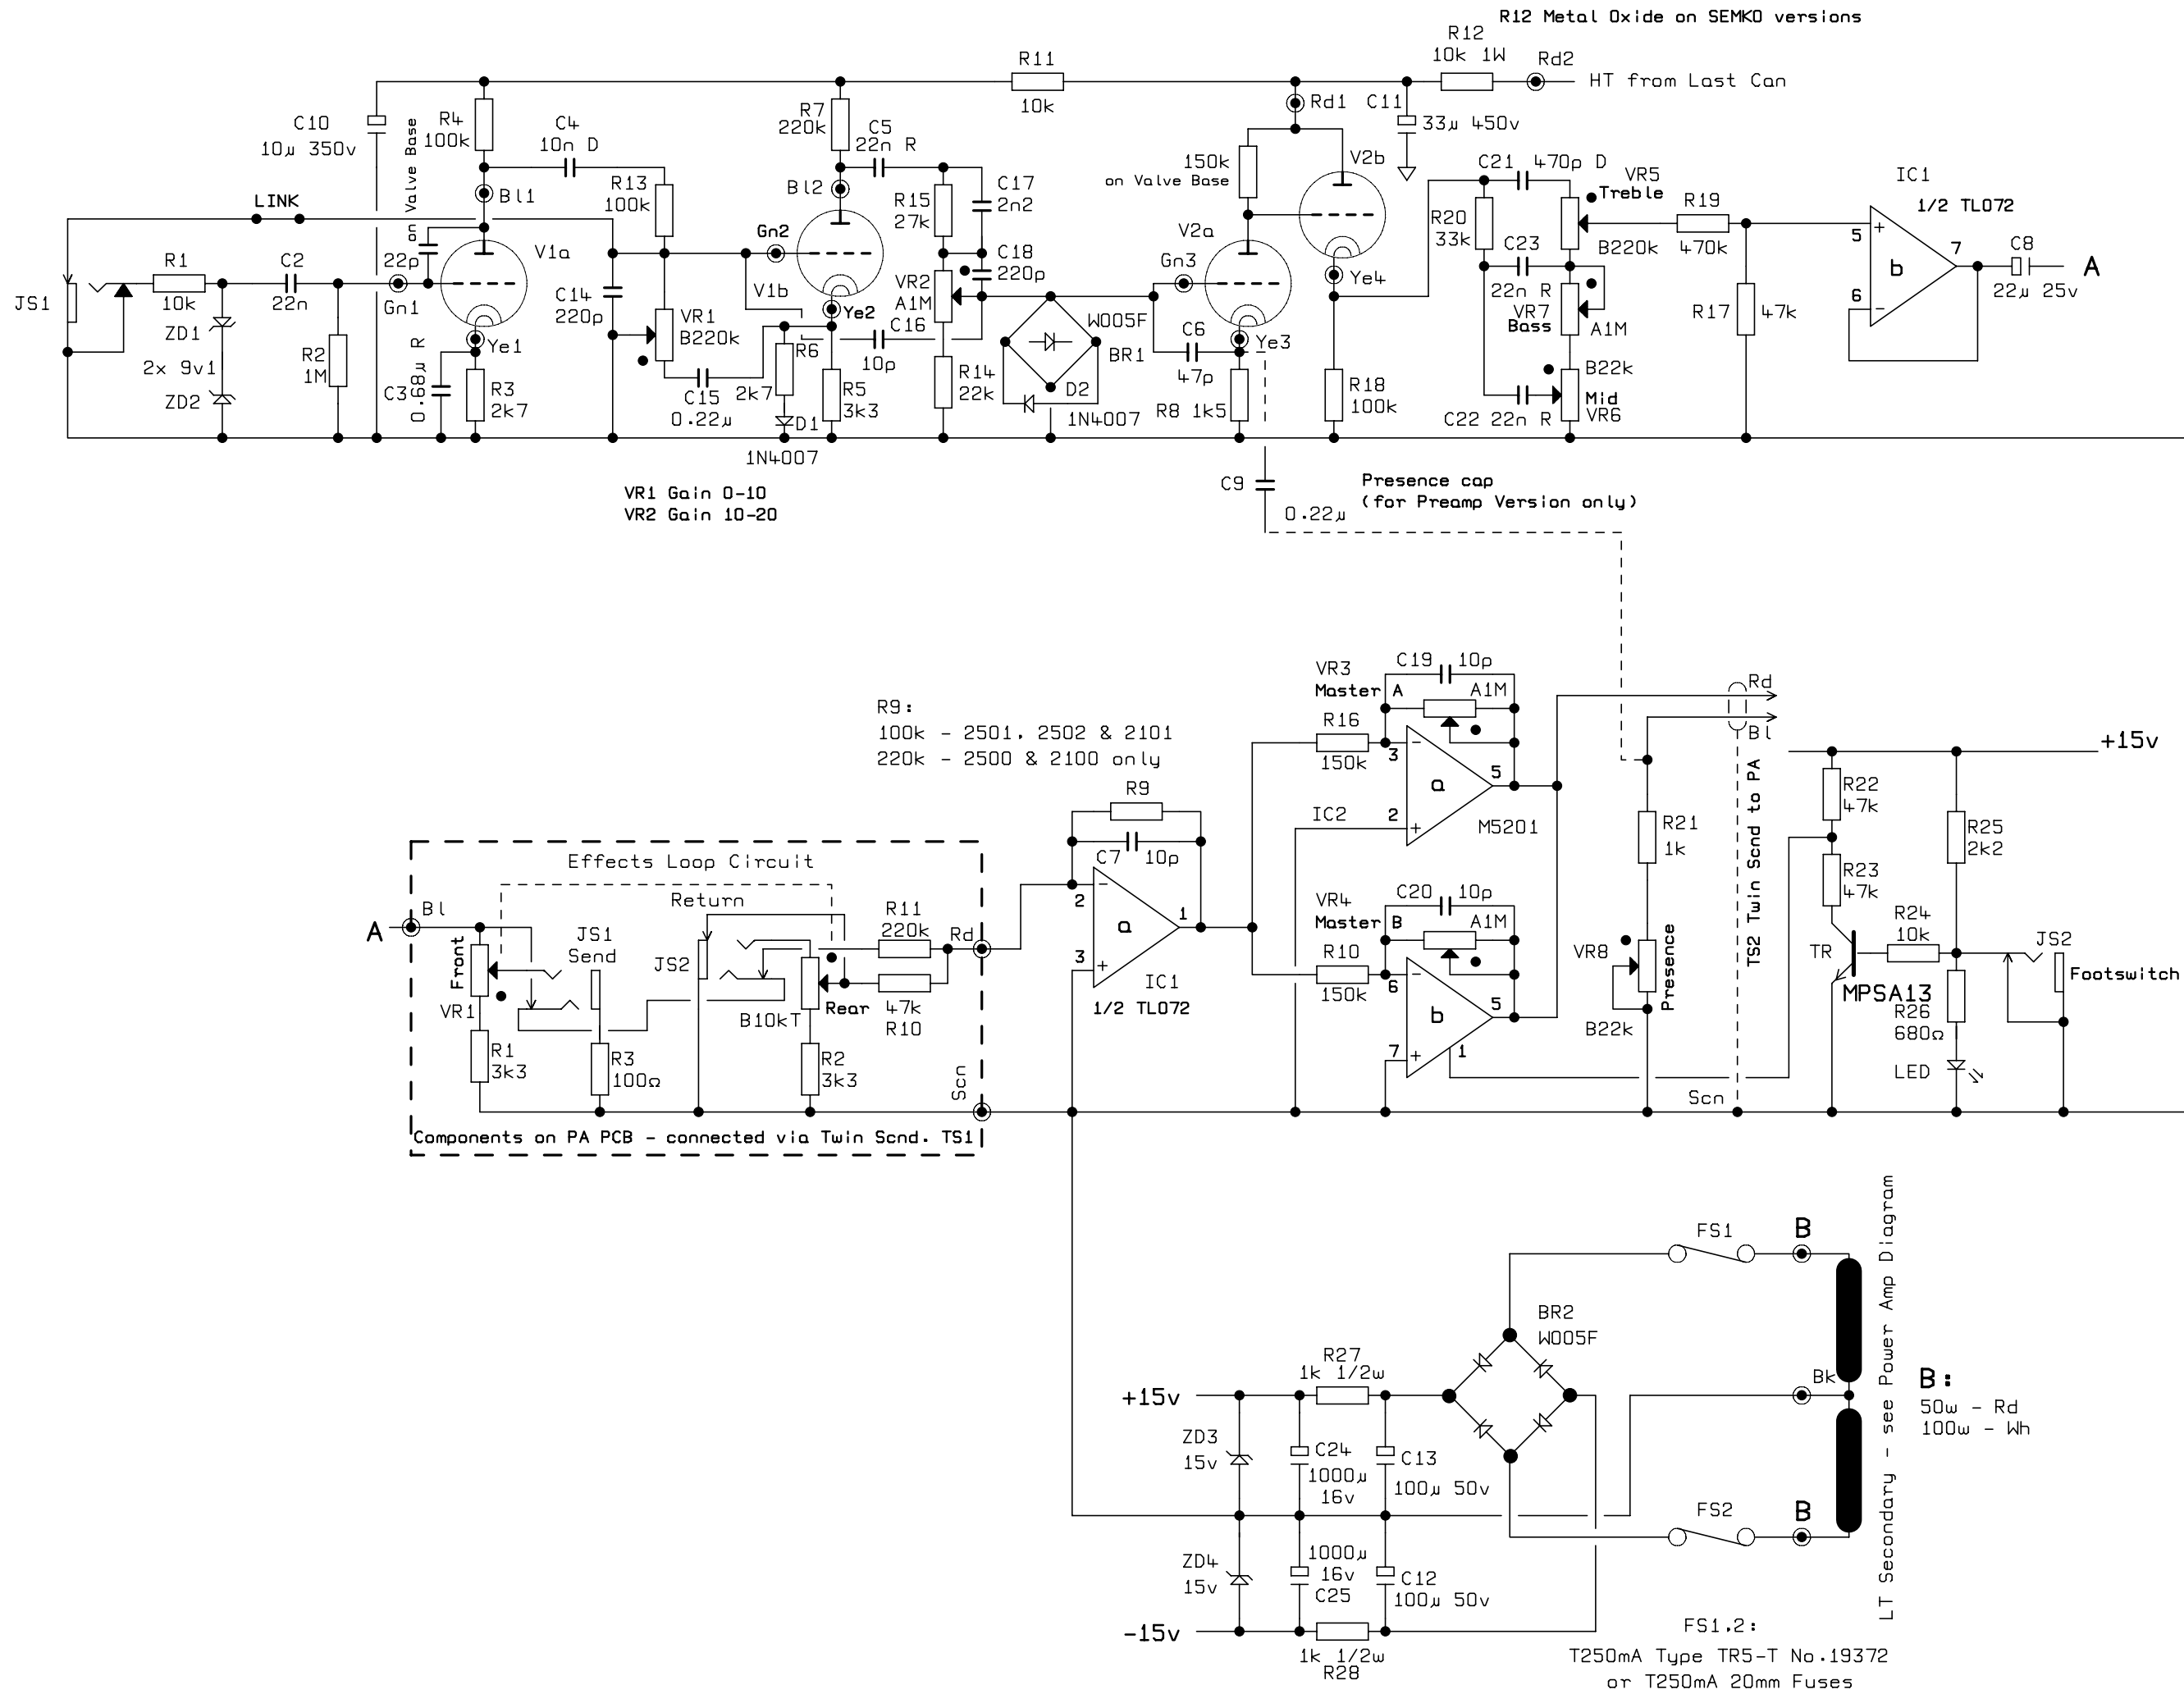 R12 Metal Oxide on SEMKO versions
R12
10k 1W
Rd2
HT from Last Can
R11
10k
Rd1
C11
33µ 450v
C10
10µ 350v
R4
100k
on Valve Base
22p
C4
10n D
R7
220k
C5
22n R
150k
on Valve Base
V2b
C21
470p D
VR5
Treble
IC1
1/2 TL072
LINK
Bl1
R13
100k
Bl2
R15
27k
C17
2n2
R20
33k
R19
470k
B220k
5
+
7
C8
22µ 25v
A
b
6
–
JS1
R1
10k
C2
22n
Gn1
V1a
Gn2
C18
220p
V2a
Gn3
Ye4
C23
22n R
VR7
Bass
A1M
R17
47k
ZD1
2x 9v1
ZD2
R2
1M
C3
0.68µ R
Ye1
R3
2k7
C14
220p
VR1
B220k
V1b
Ye2
VR2
A1M
C16
10p
W005F
BR1
C6
47p
Ye3
B22k
Mid
VR6
C15
0.22µ
R6
2k7
R5
3k3
R14
22k
D2
1N4007
R8 1k5
R18
100k
C22 22n R
D1
1N4007
VR1 Gain 0-10
VR2 Gain 10-20
C9
0.22µ
Presence cap
(for Preamp Version only)
R9:
100k - 2501, 2502 & 2101
220k - 2500 & 2100 only
VR3
Master A
C19
10p
A1M
R16
150k
–
3
a
5
IC2
2
+
M5201
Rd
Bl
+15v
TS2 Twin Scnd to PA
R22
47k
R21
1k
R25
2k2
R23
47k
R9
C7
10p
–
2
a
1
3
+
IC1
1/2 TL072
VR4
Master B
C20
10p
A1M
R10
150k
–
6
b
5
7
+
1
VR8
Presence
B22k
TR
MPSA13
R24
10k
JS2
Footswitch
R26
680Ω
LED
Scn
Effects Loop Circuit
Return
A
Bl
Front
VR1
JS1
Send
JS2
R11
220k
Rd
B10kT
Rear
47k
R10
R1
3k3
R3
100Ω
R2
3k3
Scn
Components on PA PCB - connected via Twin Scnd. TS1
FS1
B
BR2
W005F
R27
1k 1/2w
+15v
Bk
LT Secondary - see Power Amp Diagram
B:
50w - Rd
100w - Wh
ZD3
15v
C24
1000µ
16v
C13
100µ 50v
FS2
B
ZD4
15v
1000µ
16v
C25
C12
100µ 50v
-15v
1k 1/2w
R28
FS1,2:
T250mA Type TR5-T No.19372
or T250mA 20mm Fuses